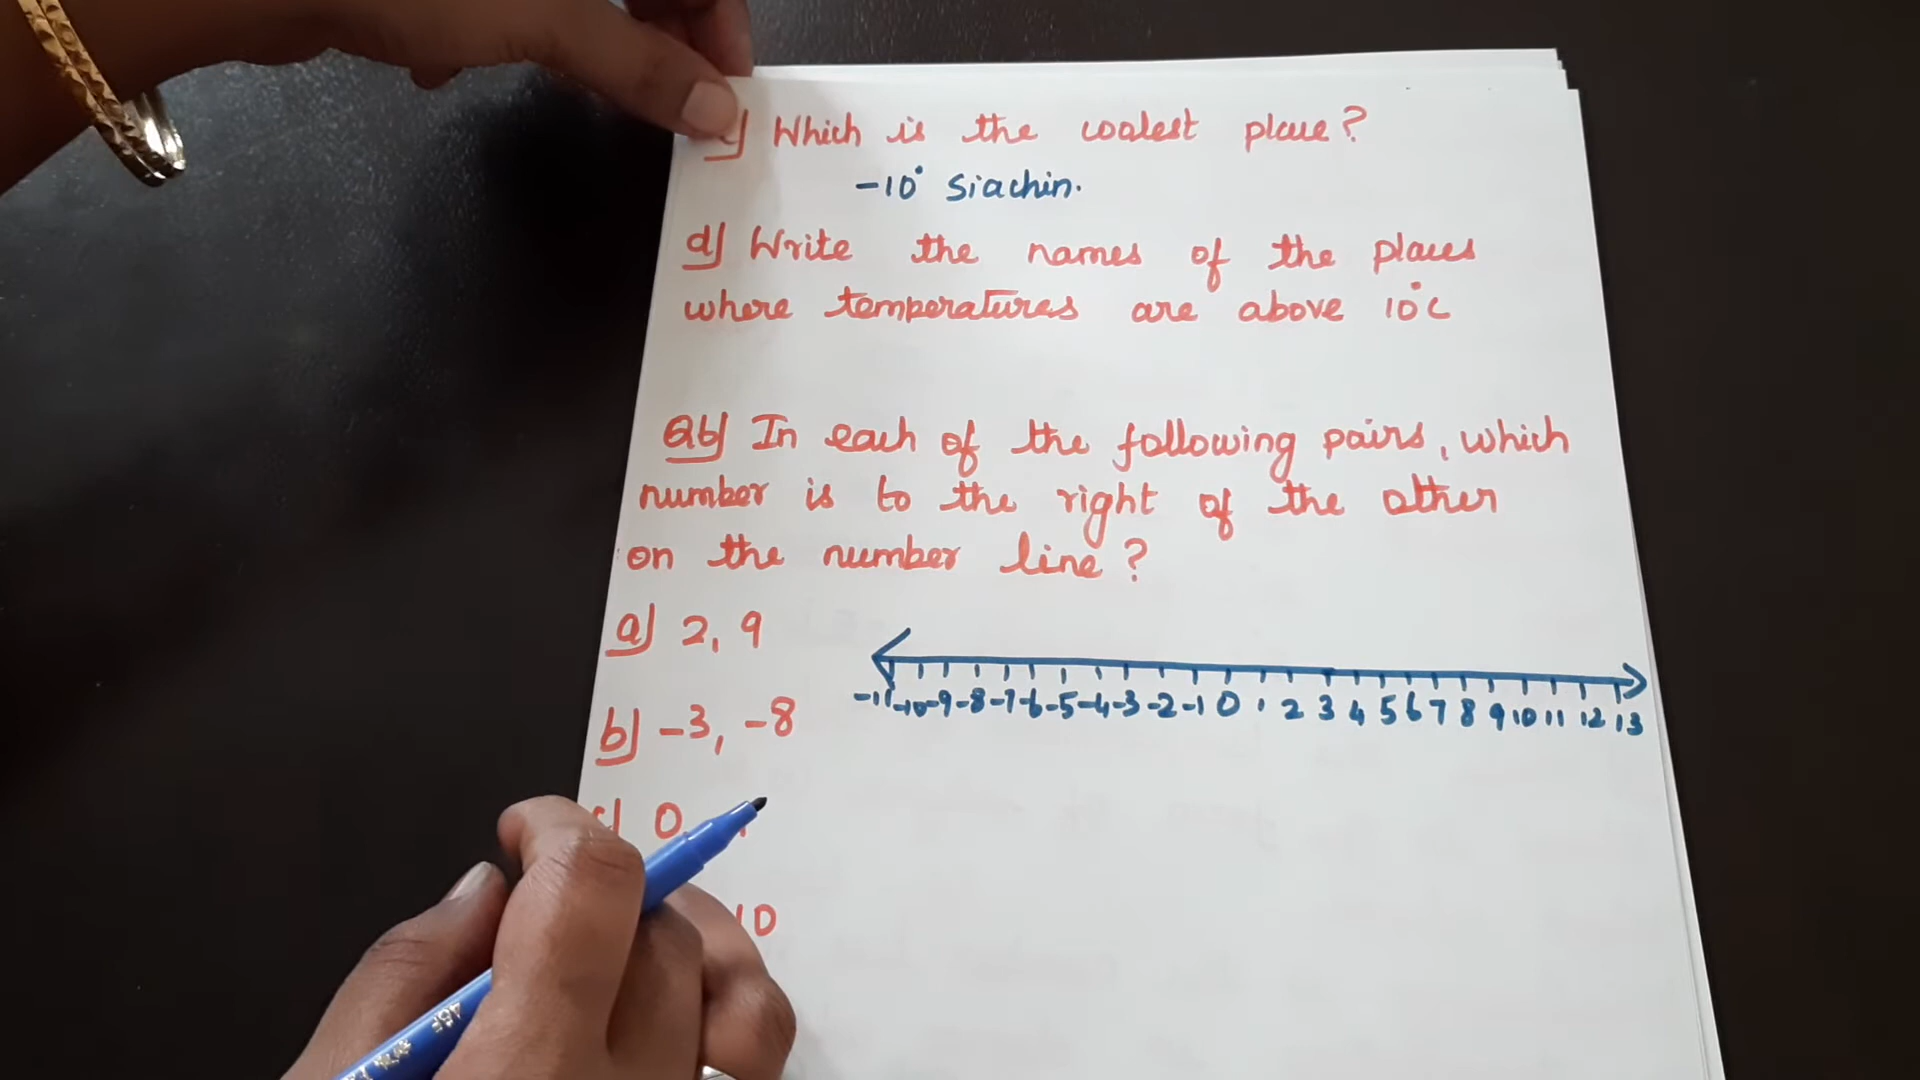 Which is the coolest place?
-10° Siachin.
d) Write the names of the places
where temperatures are above 10°C
Q6) In each of the following pairs, which
number is to the right of the other
on the number line?
a) 2, 9
-11 -10 -9 -8 -7 -6 -5 -4 -3 -2 -1 0 1 2 3 4 5 6 7 8 9 10 11 12 13
b) -3, -8
0
10